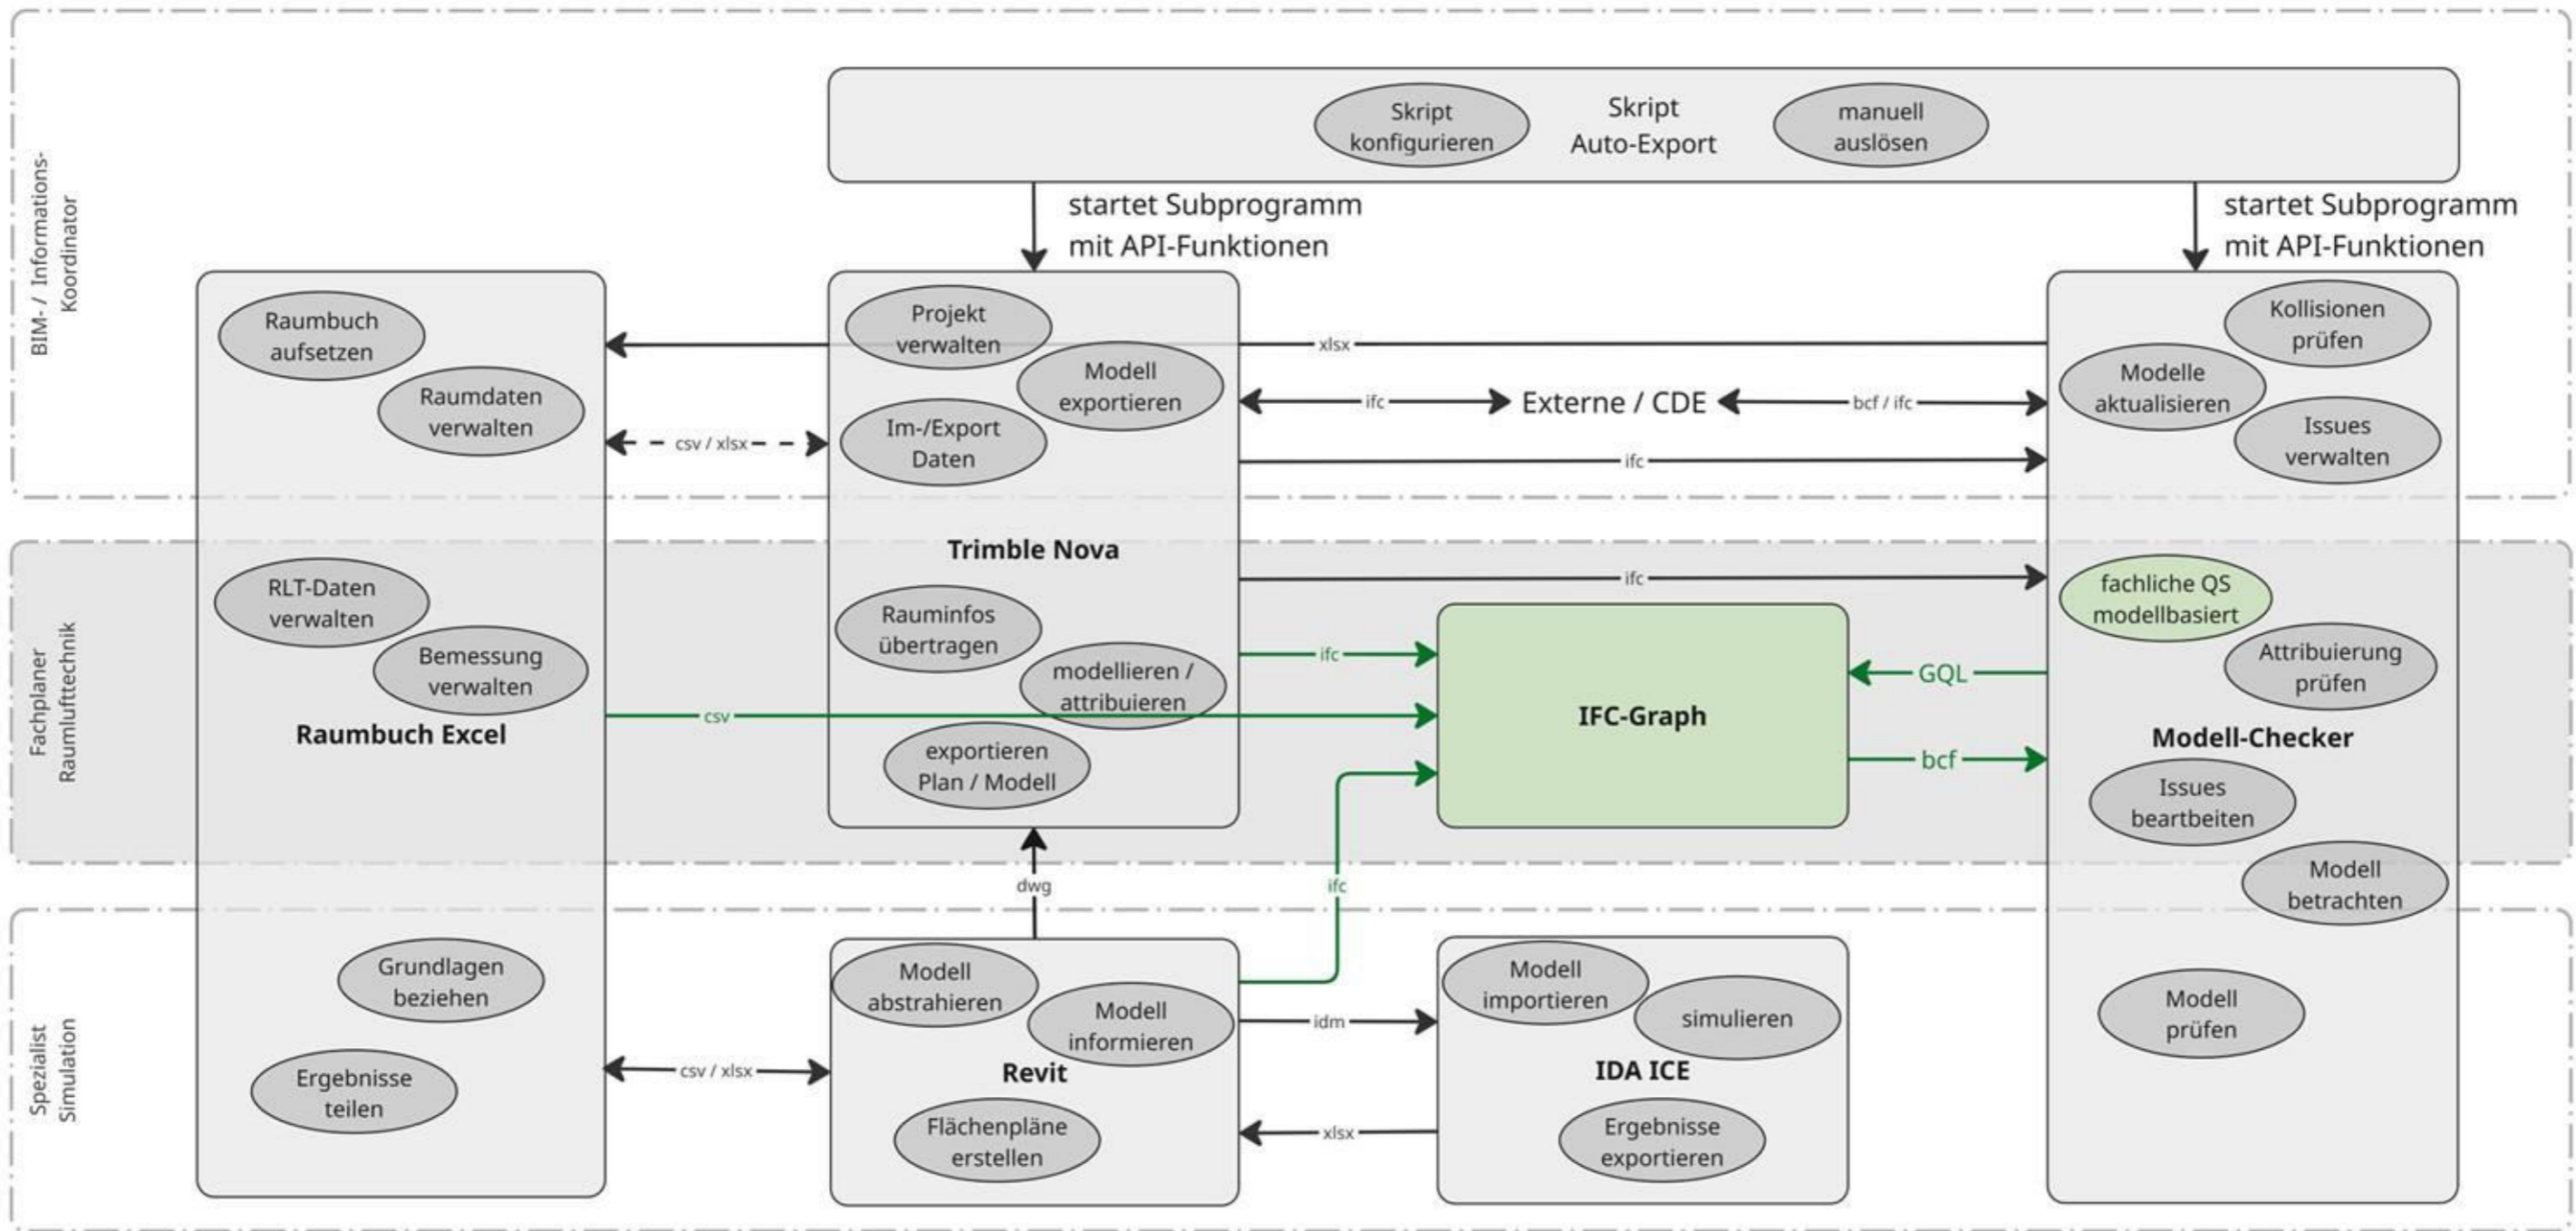 BIM- / Informations-
Koordinator
Skript
konfigurieren
Skript
Auto-Export
manuell
auslösen
startet Subprogramm
mit API-Funktionen
startet Subprogramm
mit API-Funktionen
Raumbuch
aufsetzen
Raumdaten
verwalten
Projekt
verwalten
Modell
exportieren
Im-/Export
Daten
xlsx
ifc
Externe / CDE
bcf / ifc
csv / xlsx
ifc
Kollisionen
prüfen
Modelle
aktualisieren
Issues
verwalten
Fachplaner
Raumlufttechnik
RLT-Daten
verwalten
Bemessung
verwalten
Raumbuch Excel
Trimble Nova
Rauminfos
übertragen
modellieren /
attribuieren
exportieren
Plan / Modell
ifc
ifc
csv
IFC-Graph
GQL
bcf
fachliche QS
modellbasiert
Attribuierung
prüfen
Modell-Checker
Issues
beartbeiten
Modell
betrachten
dwg
ifc
Spezialist
Simulation
Grundlagen
beziehen
Ergebnisse
teilen
csv / xlsx
Modell
abstrahieren
Modell
informieren
Revit
Flächenpläne
erstellen
idm
xlsx
Modell
importieren
simulieren
IDA ICE
Ergebnisse
exportieren
Modell
prüfen